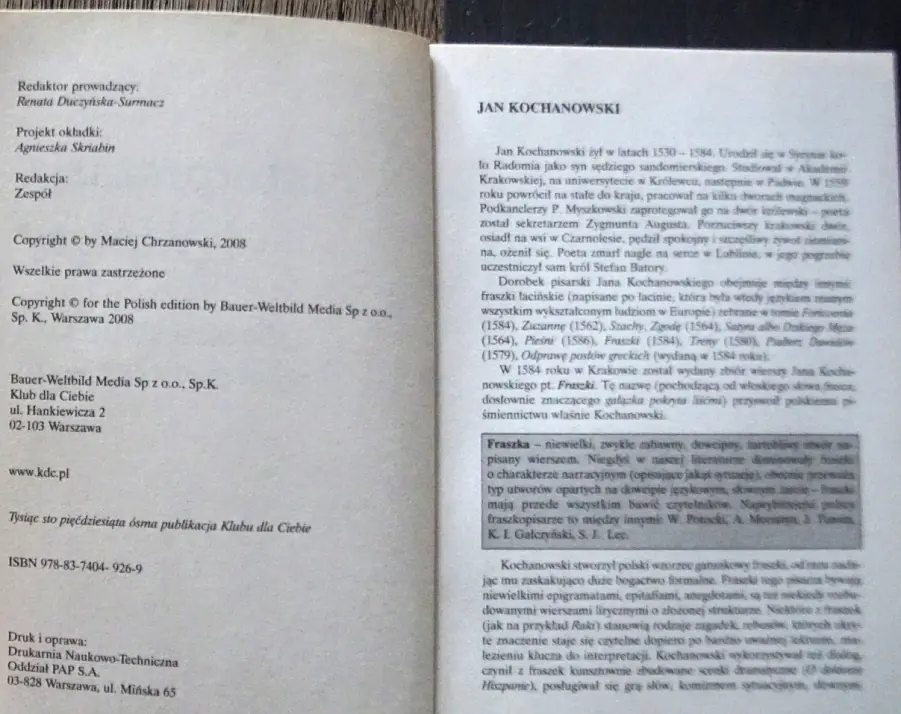 Redaktor prowadzący:
Renata Duczyńska-Surmacz
Projekt okładki:
Agnieszka Skriabin
Redakcja:
Zespół
Copyright © by Maciej Chrzanowski, 2008
Wszelkie prawa zastrzeżone
Copyright © for the Polish edition by Bauer-Weltbild Media Sp z o.o.,
Sp. K., Warszawa 2008
Bauer-Weltbild Media Sp z o.o., Sp.K.
Klub dla Ciebie
ul. Hankiewicza 2
02-103 Warszawa
www.kdc.pl
Tysiąc sto pięćdziesiąta ósma publikacja Klubu dla Ciebie
ISBN 978-83-7404- 926-9
Druk i oprawa:
Drukarnia Naukowo-Techniczna
Oddział PAP S.A.
03-828 Warszawa, ul. Mińska 65
JAN KOCHANOWSKI
Jan Kochanowski żył w latach 1530 – 1584. Urodził się w Sycynie ko-
ło Radomia jako syn sędziego sandomierskiego. Studiował w Akademii
Krakowskiej, na uniwersytecie w Królewcu, następnie w Padwie. W 1559
roku powrócił na stałe do kraju, pracował na kilku dworach magnackich.
Podkanclerzy P. Myszkowski zaprotegował go na dwór królewski – poeta
został sekretarzem Zygmunta Augusta. Porzuciwszy krakowski dwór,
osiadł na wsi w Czarnolesie, pędził spokojny i szczęśliwy żywot ziemiani-
na, ożenił się. Poeta zmarł nagle na serce w Lublinie, w jego pogrzebie
uczestniczył sam król Stefan Batory.
Dorobek pisarski Jana Kochanowskiego obejmuje między innymi:
fraszki łacińskie (napisane po łacinie, która była wtedy językiem znanym
wszystkim wykształconym ludziom w Europie) zebrane w tomie Foricoenia
(1584), Zuzannę (1562), Szachy, Zgodę (1564), Satyra albo Dzikiego Męża
(1564), Pieśni (1586), Fraszki (1584), Treny (1580), Psałterz Dawidów
(1579), Odprawę posłów greckich (wydaną w 1584 roku).
W 1584 roku w Krakowie został wydany zbiór wierszy Jana Kocha-
nowskiego pt. Fraszki. Tę nazwę (pochodzącą od włoskiego słowa frasca,
dosłownie znaczącego gałązka pokryta liśćmi) przyswoił polskiemu pi-
śmiennictwu właśnie Kochanowski.
Fraszka – niewielki, zwykle zabawny, dowcipny, żartobliwy utwór na-
pisany wierszem. Niegdyś w naszej literaturze dominowały fraszki
o charakterze narracyjnym (opisujące jakąś sytuację), obecnie przeważa
typ utworów opartych na dowcipie językowym, słownym żarcie – fraszki
mają przede wszystkim bawić czytelników. Najwybitniejsi polscy
fraszkopisarze to między innymi: W. Potocki, A. Morsztyn, J. Tuwim,
K. I. Gałczyński, S. J. Lec.
Kochanowski stworzył polski wzorzec gatunkowy fraszki, od razu nada-
jąc mu zaskakująco duże bogactwo formalne. Fraszki tego pisarza bywają
niewielkimi epigramatami, epitafiami, anegdotami, są też niekiedy rozbu-
dowanymi wierszami lirycznymi o złożonej strukturze. Niektóre z fraszek
(jak na przykład Raki) stanowią rodzaje zagadek, rebusów, których ukry-
te znaczenie staje się czytelne dopiero po bardzo uważnej lekturze, zna-
lezieniu klucza do interpretacji. Kochanowski wykorzystywał też dialog,
czynił z fraszek kunsztownie zbudowane scenki dramatyczne (O doktorze
Hiszpanie), posługiwał się grą słów, komizmem sytuacyjnym, słownym,